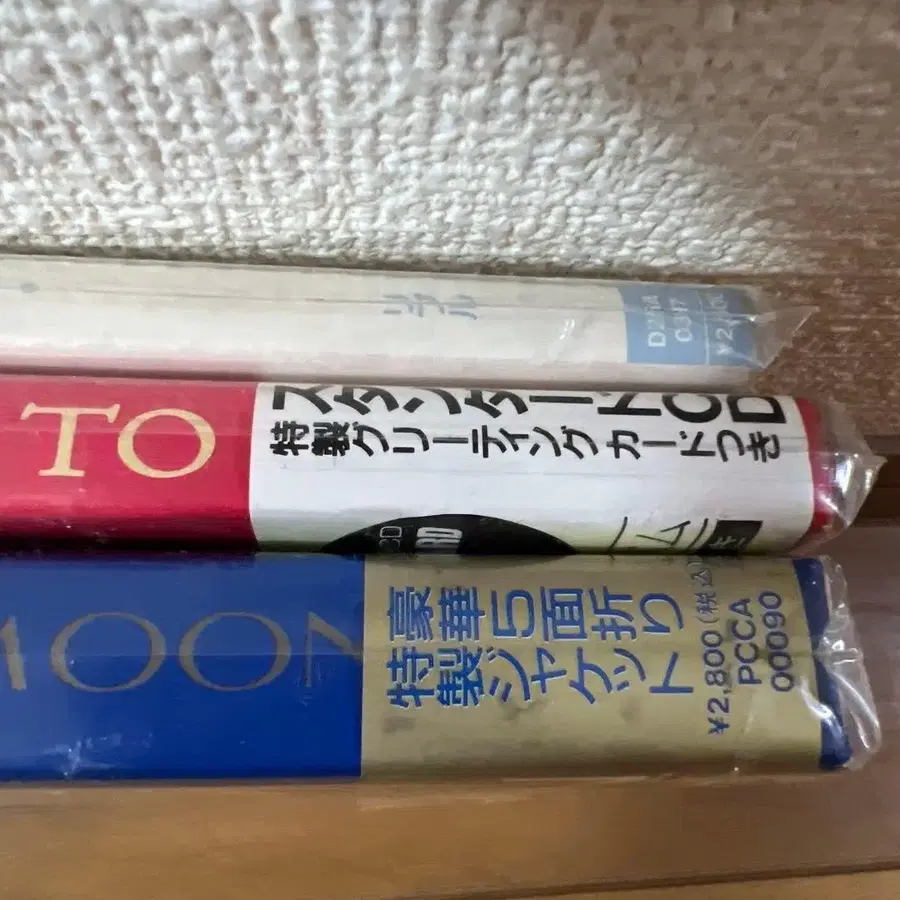 D27A
0317
TO
スタンダードCD
特製グリーティングカードつき
MOON
豪華5面折り
特製ジャケット
¥2,800(税込)
PCCA
00090